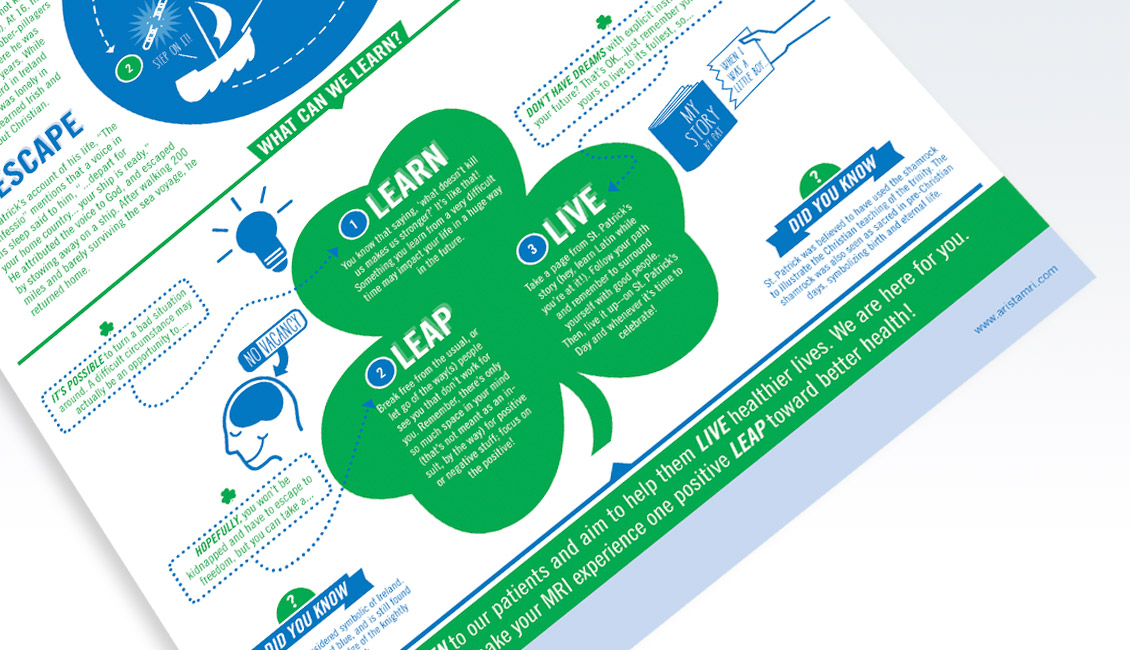 ). At 16, h
ober-pillagers
ere he was
years. While
erd in Ireland
was lonely in
earned Irish and
out Christian.
2
STEP ON IT!
ESCAPE
atrick's account of his life, "The
onfessio" mentions that a voice in
is sleep said to him, "...depart for
your home country... your ship is ready."
He attributed the voice to God, and escaped
by stowing away on a ship. After walking 200
miles and barely surviving the sea voyage, he
returned home.
WHAT CAN WE LEARN?
IT'S POSSIBLE to turn a bad situation
around. A difficult circumstance may
actually be an opportunity to....
1
LEARN
You know that saying, 'what doesn't kill
us makes us stronger?' It's like that!
Something you learn from a very difficult
time may impact your life in a huge way
in the future.
NO VACANCY
HOPEFULLY, you won't be
kidnapped and have to escape to
freedom, but you can take a...
2
LEAP
Break free from the usual, or
let go of the way(s) people
see you that don't work for
you. Remember, there's only
so much space in your mind
(that's not meant as an in-
sult, by the way) for positive
or negative stuff; focus on
the positive!
DON'T HAVE DREAMS with explicit inst
your future? That's OK... just remember yo
yours to live to its fullest, so...
3
LIVE
Take a page from St. Patrick's
story (hey, learn Latin while
you're at it!). Follow your path
and remember to surround
yourself with good people.
Then, live it up—on St. Patrick's
Day and whenever it's time to
celebrate!
MY
STORY
BY PAT
WHEN I
WAS A
LITTLE BOY...
?
DID YOU KNOW
St. Patrick was believed to have used the shamrock
to illustrate the Christian teaching of the trinity. The
shamrock was also seen as sacred in pre-Christian
days, symbolizing birth and eternal life.
?
DID YOU KNOW
nsidered symbolic of Ireland.
d blue, and is still found
ge of the knightly
N to our patients and aim to help them LIVE healthier lives. We are here for you.
ake your MRI experience one positive LEAP toward better health!
www.aristamri.com